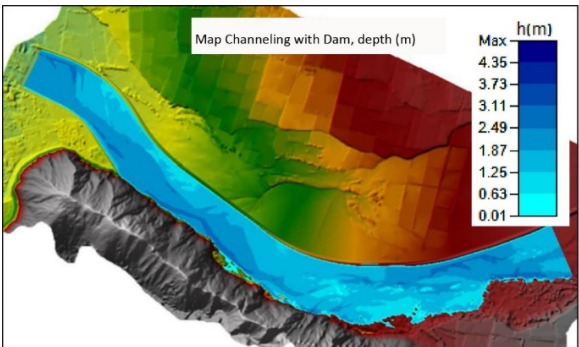 Map Channeling with Dam, depth (m)
h(m)
Max
4.35
4.73
3.11
2.49
1.87
1.25
0.63
0.01